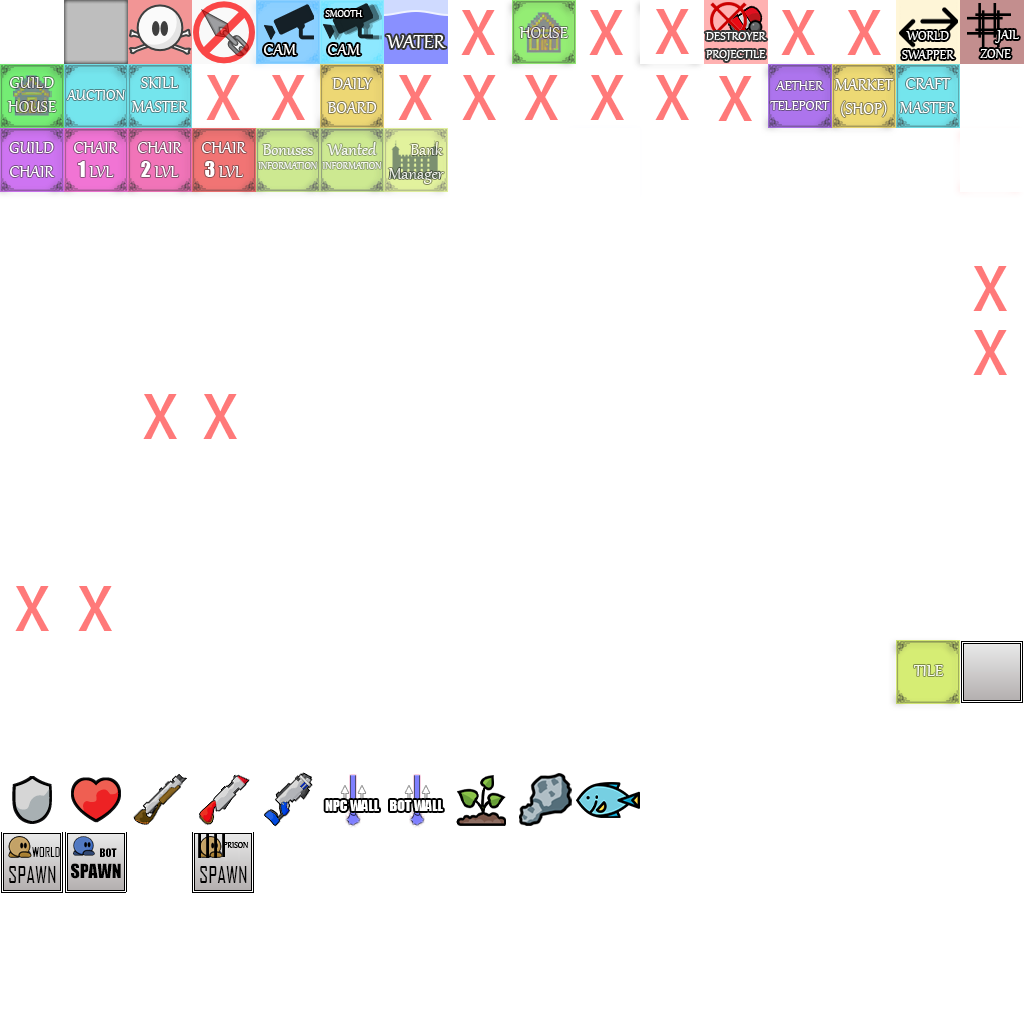 CAM
SMOOTH
CAM
WATER
X
HOUSE
X
X
DESTROYER
PROJECTILE
X
X
WORLD
SWAPPER
JAIL
ZONE
GUILD
HOUSE
AUCTION
SKILL
MASTER
X
X
DAILY
BOARD
X
X
X
X
X
X
AETHER
TELEPORT
MARKET
(SHOP)
CRAFT
MASTER
GUILD
CHAIR
CHAIR
1 LVL
CHAIR
2 LVL
CHAIR
3 LVL
Bonuses
INFORMATION
Wanted
INFORMATION
Bank
Manager
X
X
X
X
X
X
TILE
NPC WALL
BOT WALL
WORLD
SPAWN
BOT
SPAWN
PRISON
SPAWN